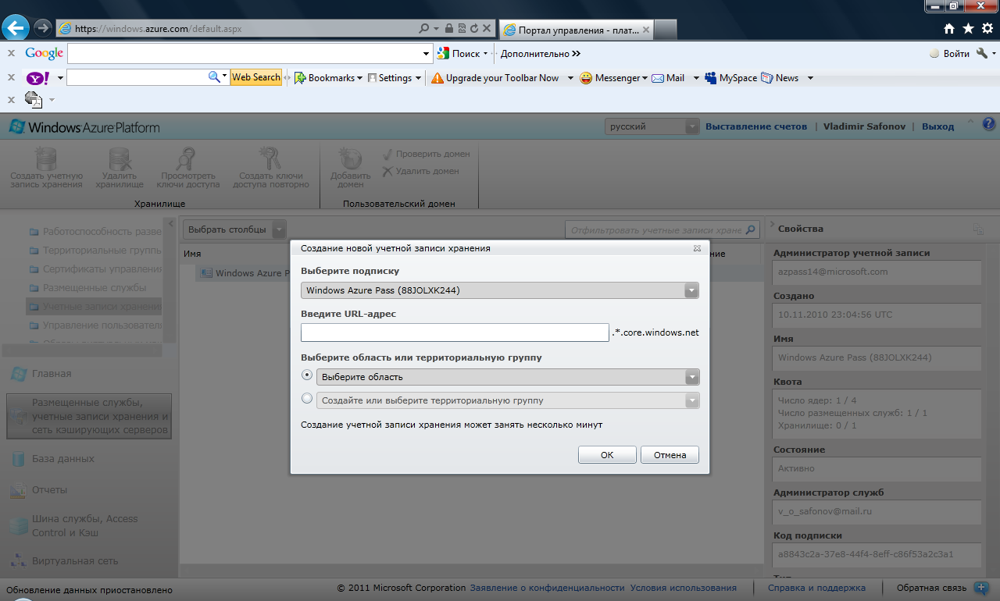 https://windows.azure.com/default.aspx
Портал управления - плат...
Google
Поиск
Дополнительно
Войти
Y!
Web Search
Bookmarks
Settings
Upgrade your Toolbar Now
Messenger
Mail
MySpace
News
Windows Azure Platform
русский
Выставление счетов | Vladimir Safonov | Выход
Создать учетную запись хранения
Удалить хранилище
Просмотреть ключи доступа
Создать ключи доступа повторно
Хранилище
Добавить домен
Проверить домен
Удалить домен
Пользовательский домен
Работоспособность разве
Территориальные группы
Сертификаты управления
Размещенные службы
Учетные записи хранени
Управление пользовател
Главная
Размещенные службы,
учетные записи хранения и
сеть кэширующих серверов
База данных
Отчеты
Шина службы, Access
Control и Кэш
Виртуальная сеть
Выбрать столбцы
Отфильтровать учетные записи хране
Имя
ние
Windows Azure P
Создание новой учетной записи хранения
Выберите подписку
Windows Azure Pass (88JOLXK244)
Введите URL-адрес
.*.core.windows.net
Выберите область или территориальную группу
Выберите область
Создайте или выберите территориальную группу
Создание учетной записи хранения может занять несколько минут
ОК
Отмена
Свойства
Администратор учетной записи
azpass14@microsoft.com
Создано
10.11.2010 23:04:56 UTC
Имя
Windows Azure Pass (88JOLXK244)
Квота
Число ядер: 1 / 4
Число размещенных служб: 1 / 1
Хранилище: 0 / 1
Состояние
Активно
Администратор служб
v_o_safonov@mail.ru
Код подписки
a8843c2a-37e8-44f4-8eff-c86f53a2c3a1
Обновление данных приостановлено
© 2011 Microsoft Corporation Заявление о конфиденциальности Условия использования
Справка и поддержка
Обратная связь